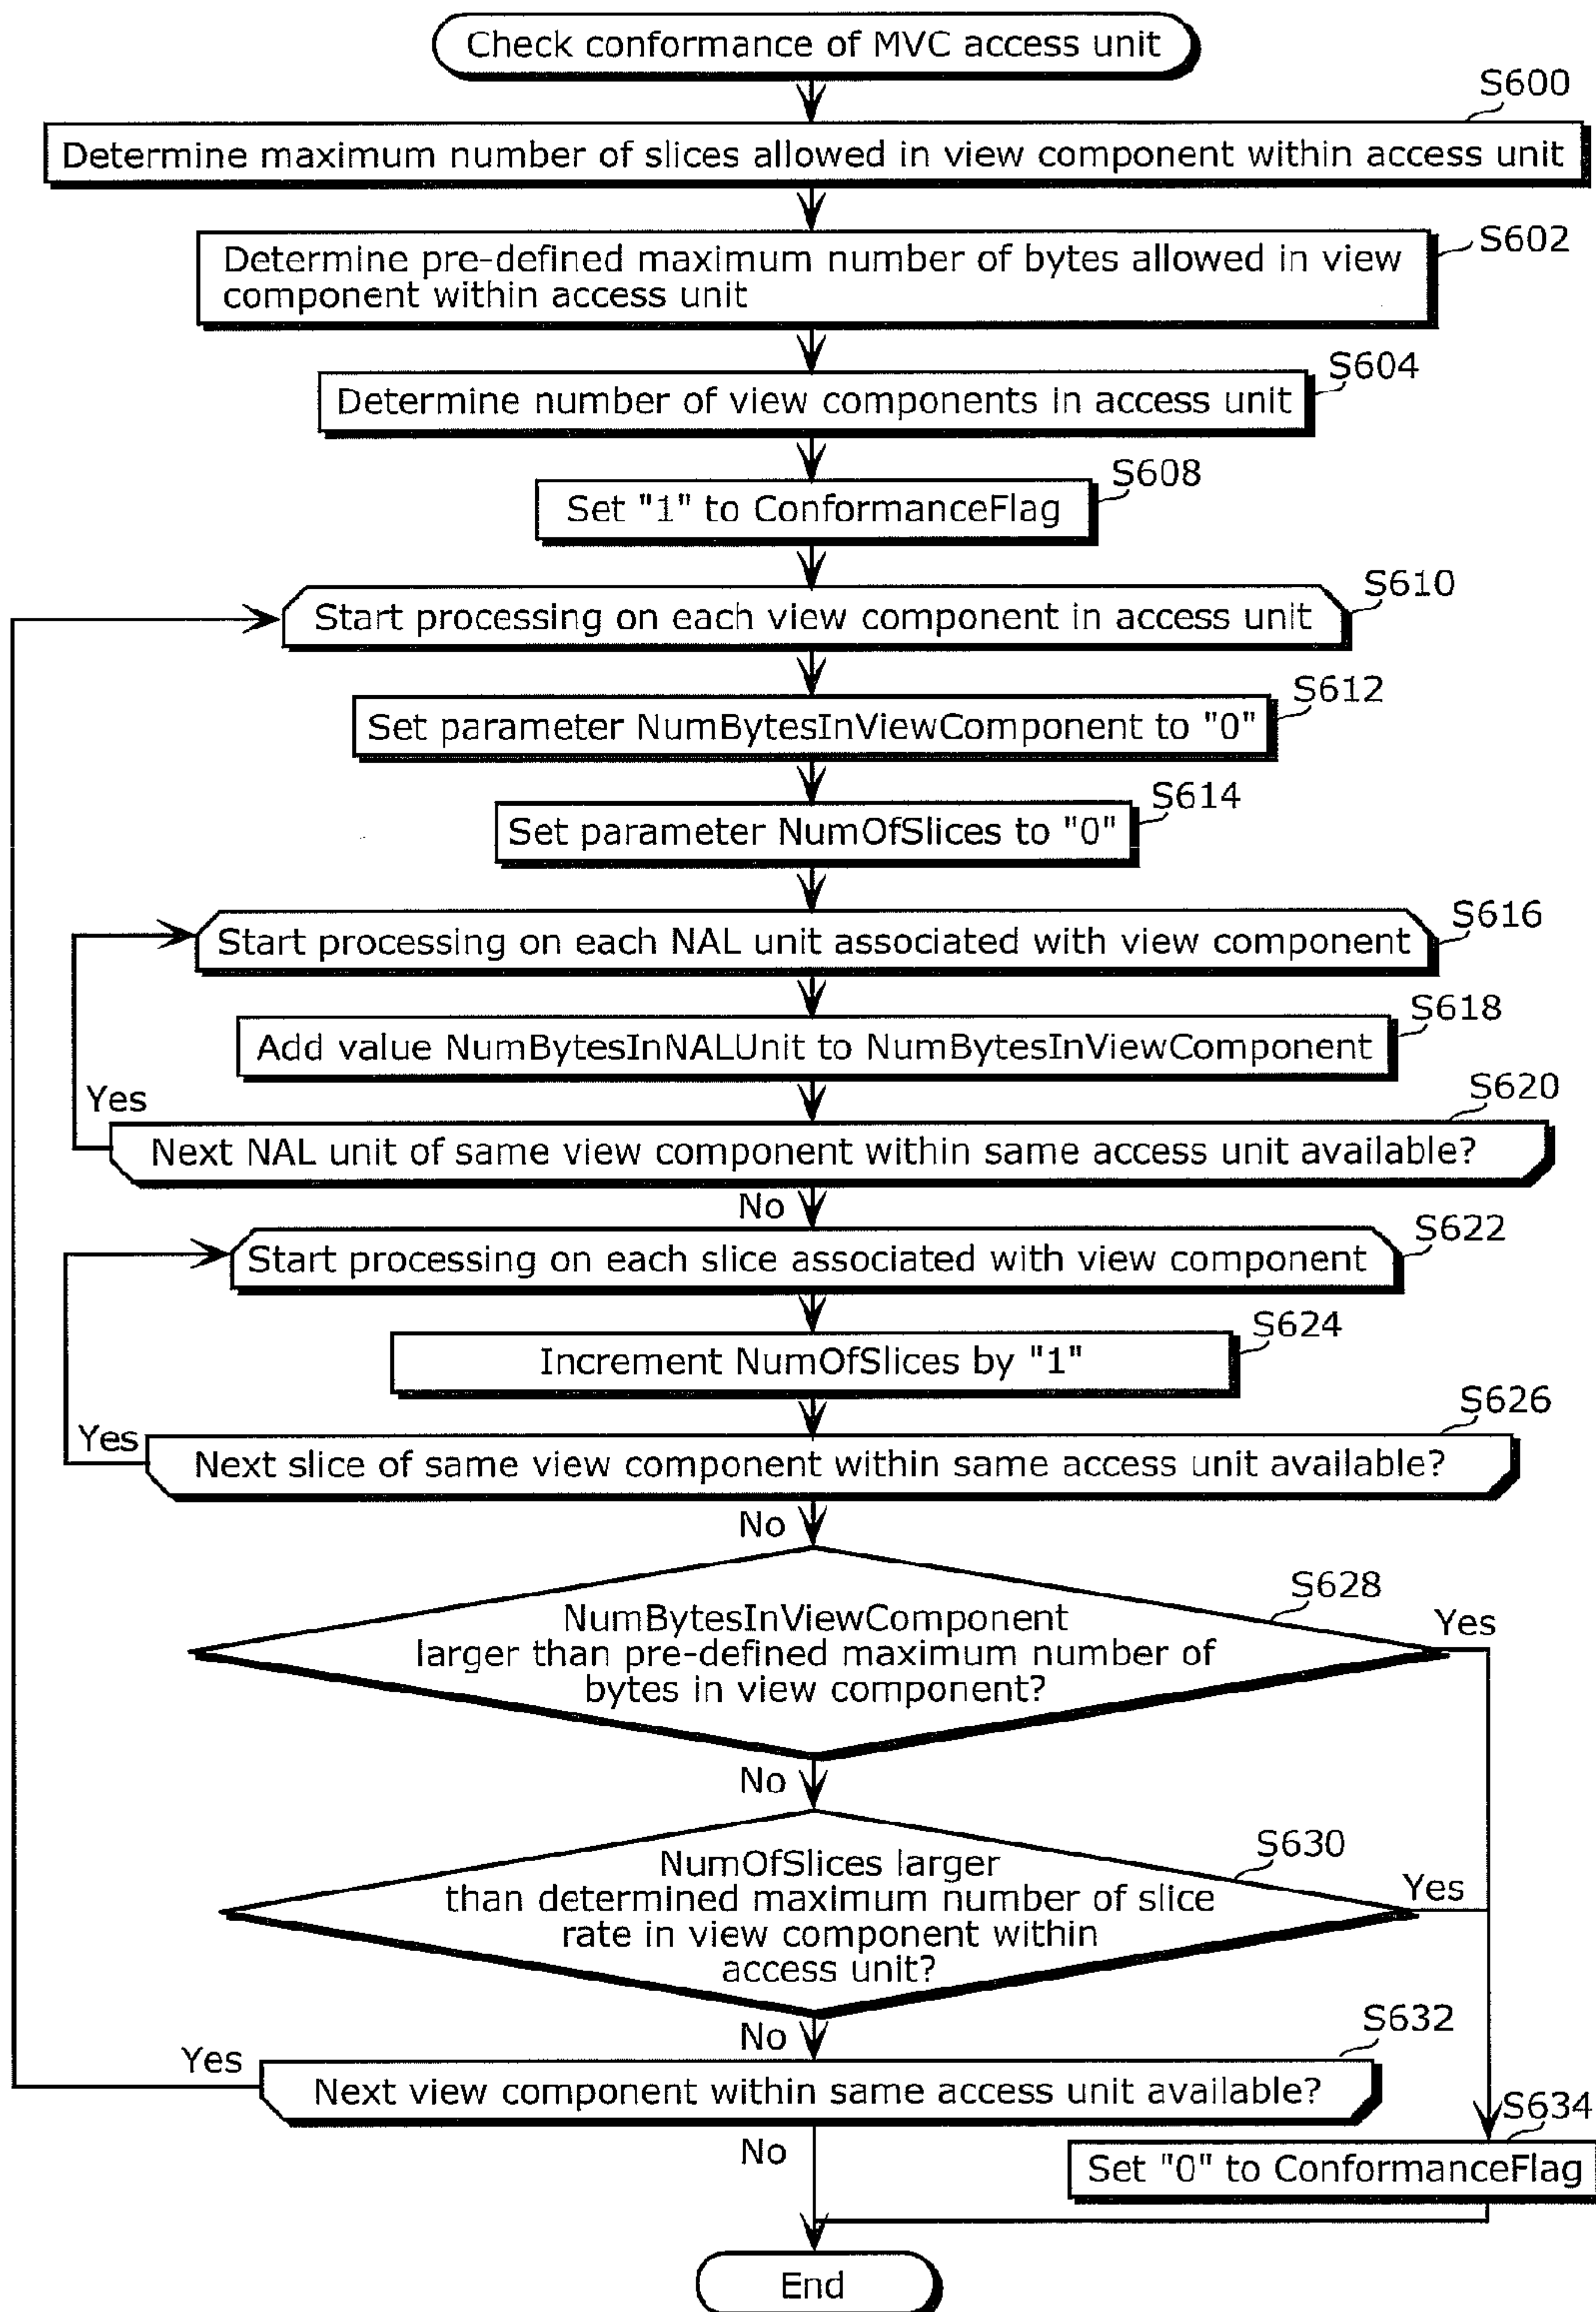 Check conformance of MVC access unit
S600
Determine maximum number of slices allowed in view component within access unit
S602
Determine pre-defined maximum number of bytes allowed in view
component within access unit
S604
Determine number of view components in access unit
S608
Set "1" to ConformanceFlag
S610
Start processing on each view component in access unit
S612
Set parameter NumBytesInViewComponent to "0"
S614
Set parameter NumOfSlices to "0"
S616
Start processing on each NAL unit associated with view component
S618
Add value NumBytesInNALUnit to NumBytesInViewComponent
Yes
S620
Next NAL unit of same view component within same access unit available?
No
S622
Start processing on each slice associated with view component
S624
Increment NumOfSlices by "1"
S626
Yes
Next slice of same view component within same access unit available?
No
S628
NumBytesInViewComponent
Yes
larger than pre-defined maximum number of
bytes in view component?
No
S630
NumOfSlices larger
Yes
than determined maximum number of slice
rate in view component within
access unit?
No
S632
Yes
Next view component within same access unit available?
S634
No
Set "0" to ConformanceFlag
End